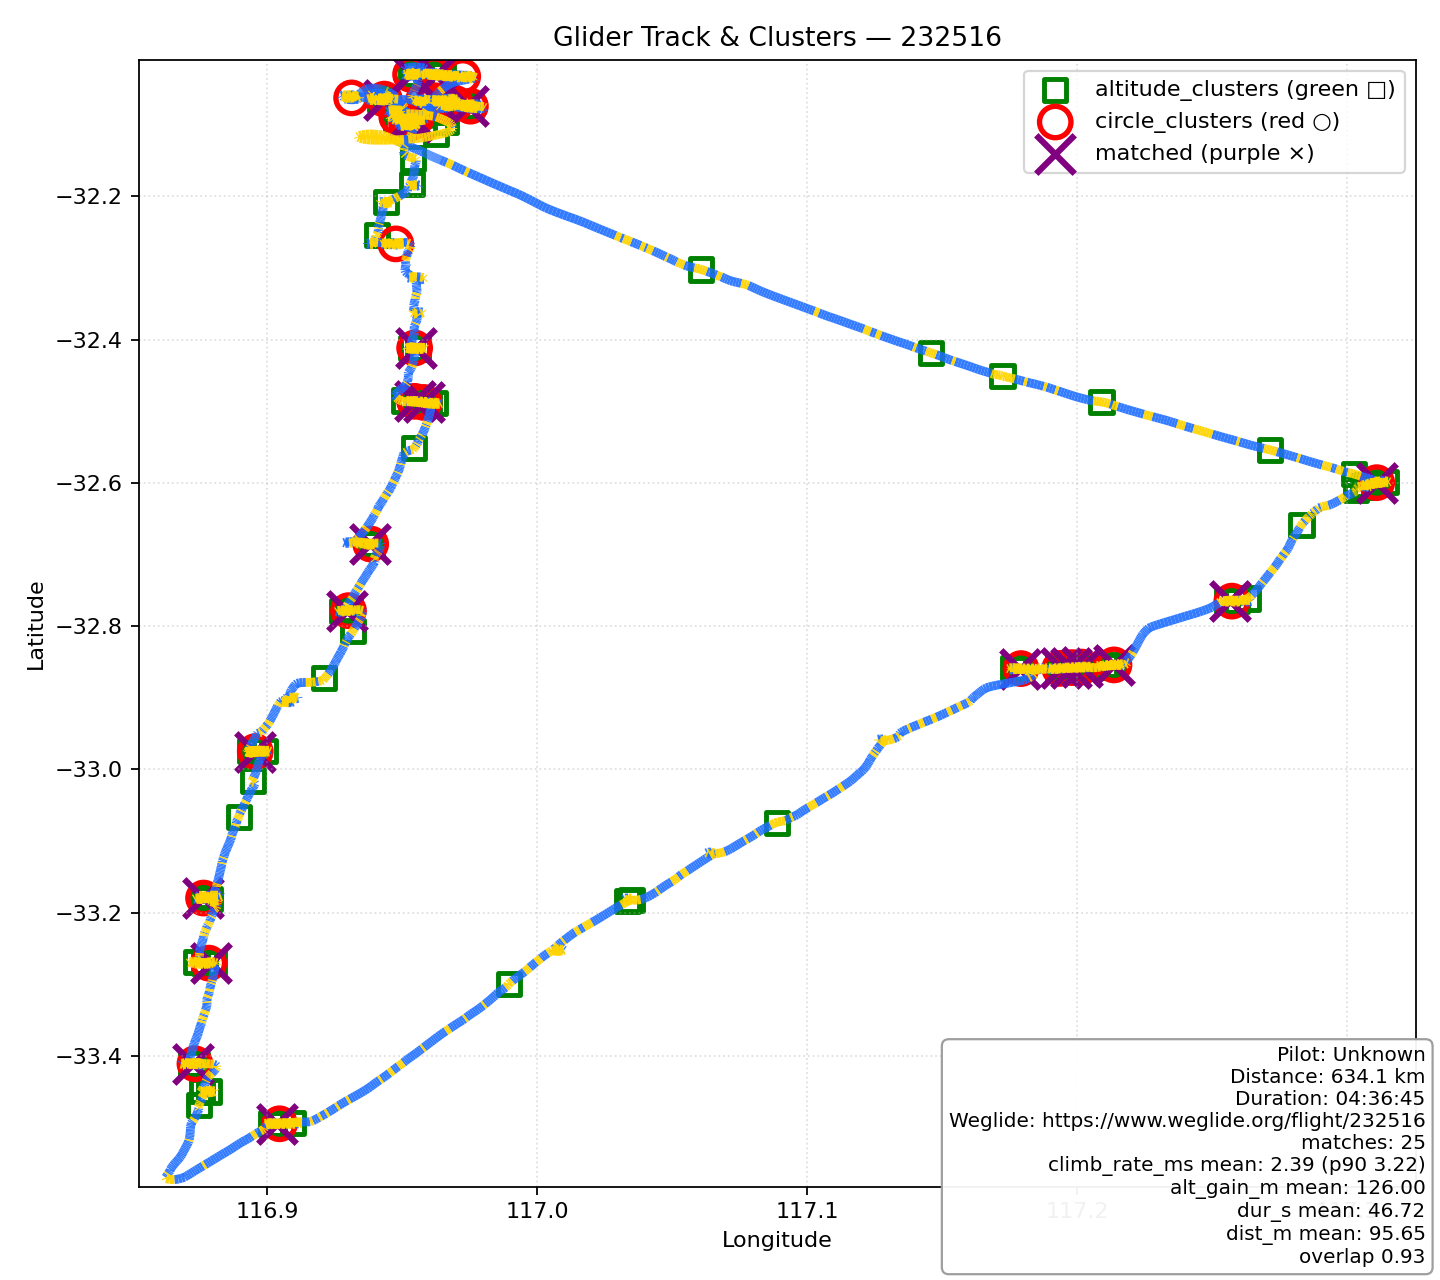 Glider Track & Clusters — 232516
altitude_clusters (green □)
circle_clusters (red ○)
matched (purple ×)
−32.2
−32.4
−32.6
−32.8
−33.0
−33.2
−33.4
Latitude
116.9
117.0
117.1
117.2
Longitude
Pilot: Unknown
Distance: 634.1 km
Duration: 04:36:45
Weglide: https://www.weglide.org/flight/232516
matches: 25
climb_rate_ms mean: 2.39 (p90 3.22)
alt_gain_m mean: 126.00
dur_s mean: 46.72
dist_m mean: 95.65
overlap 0.93